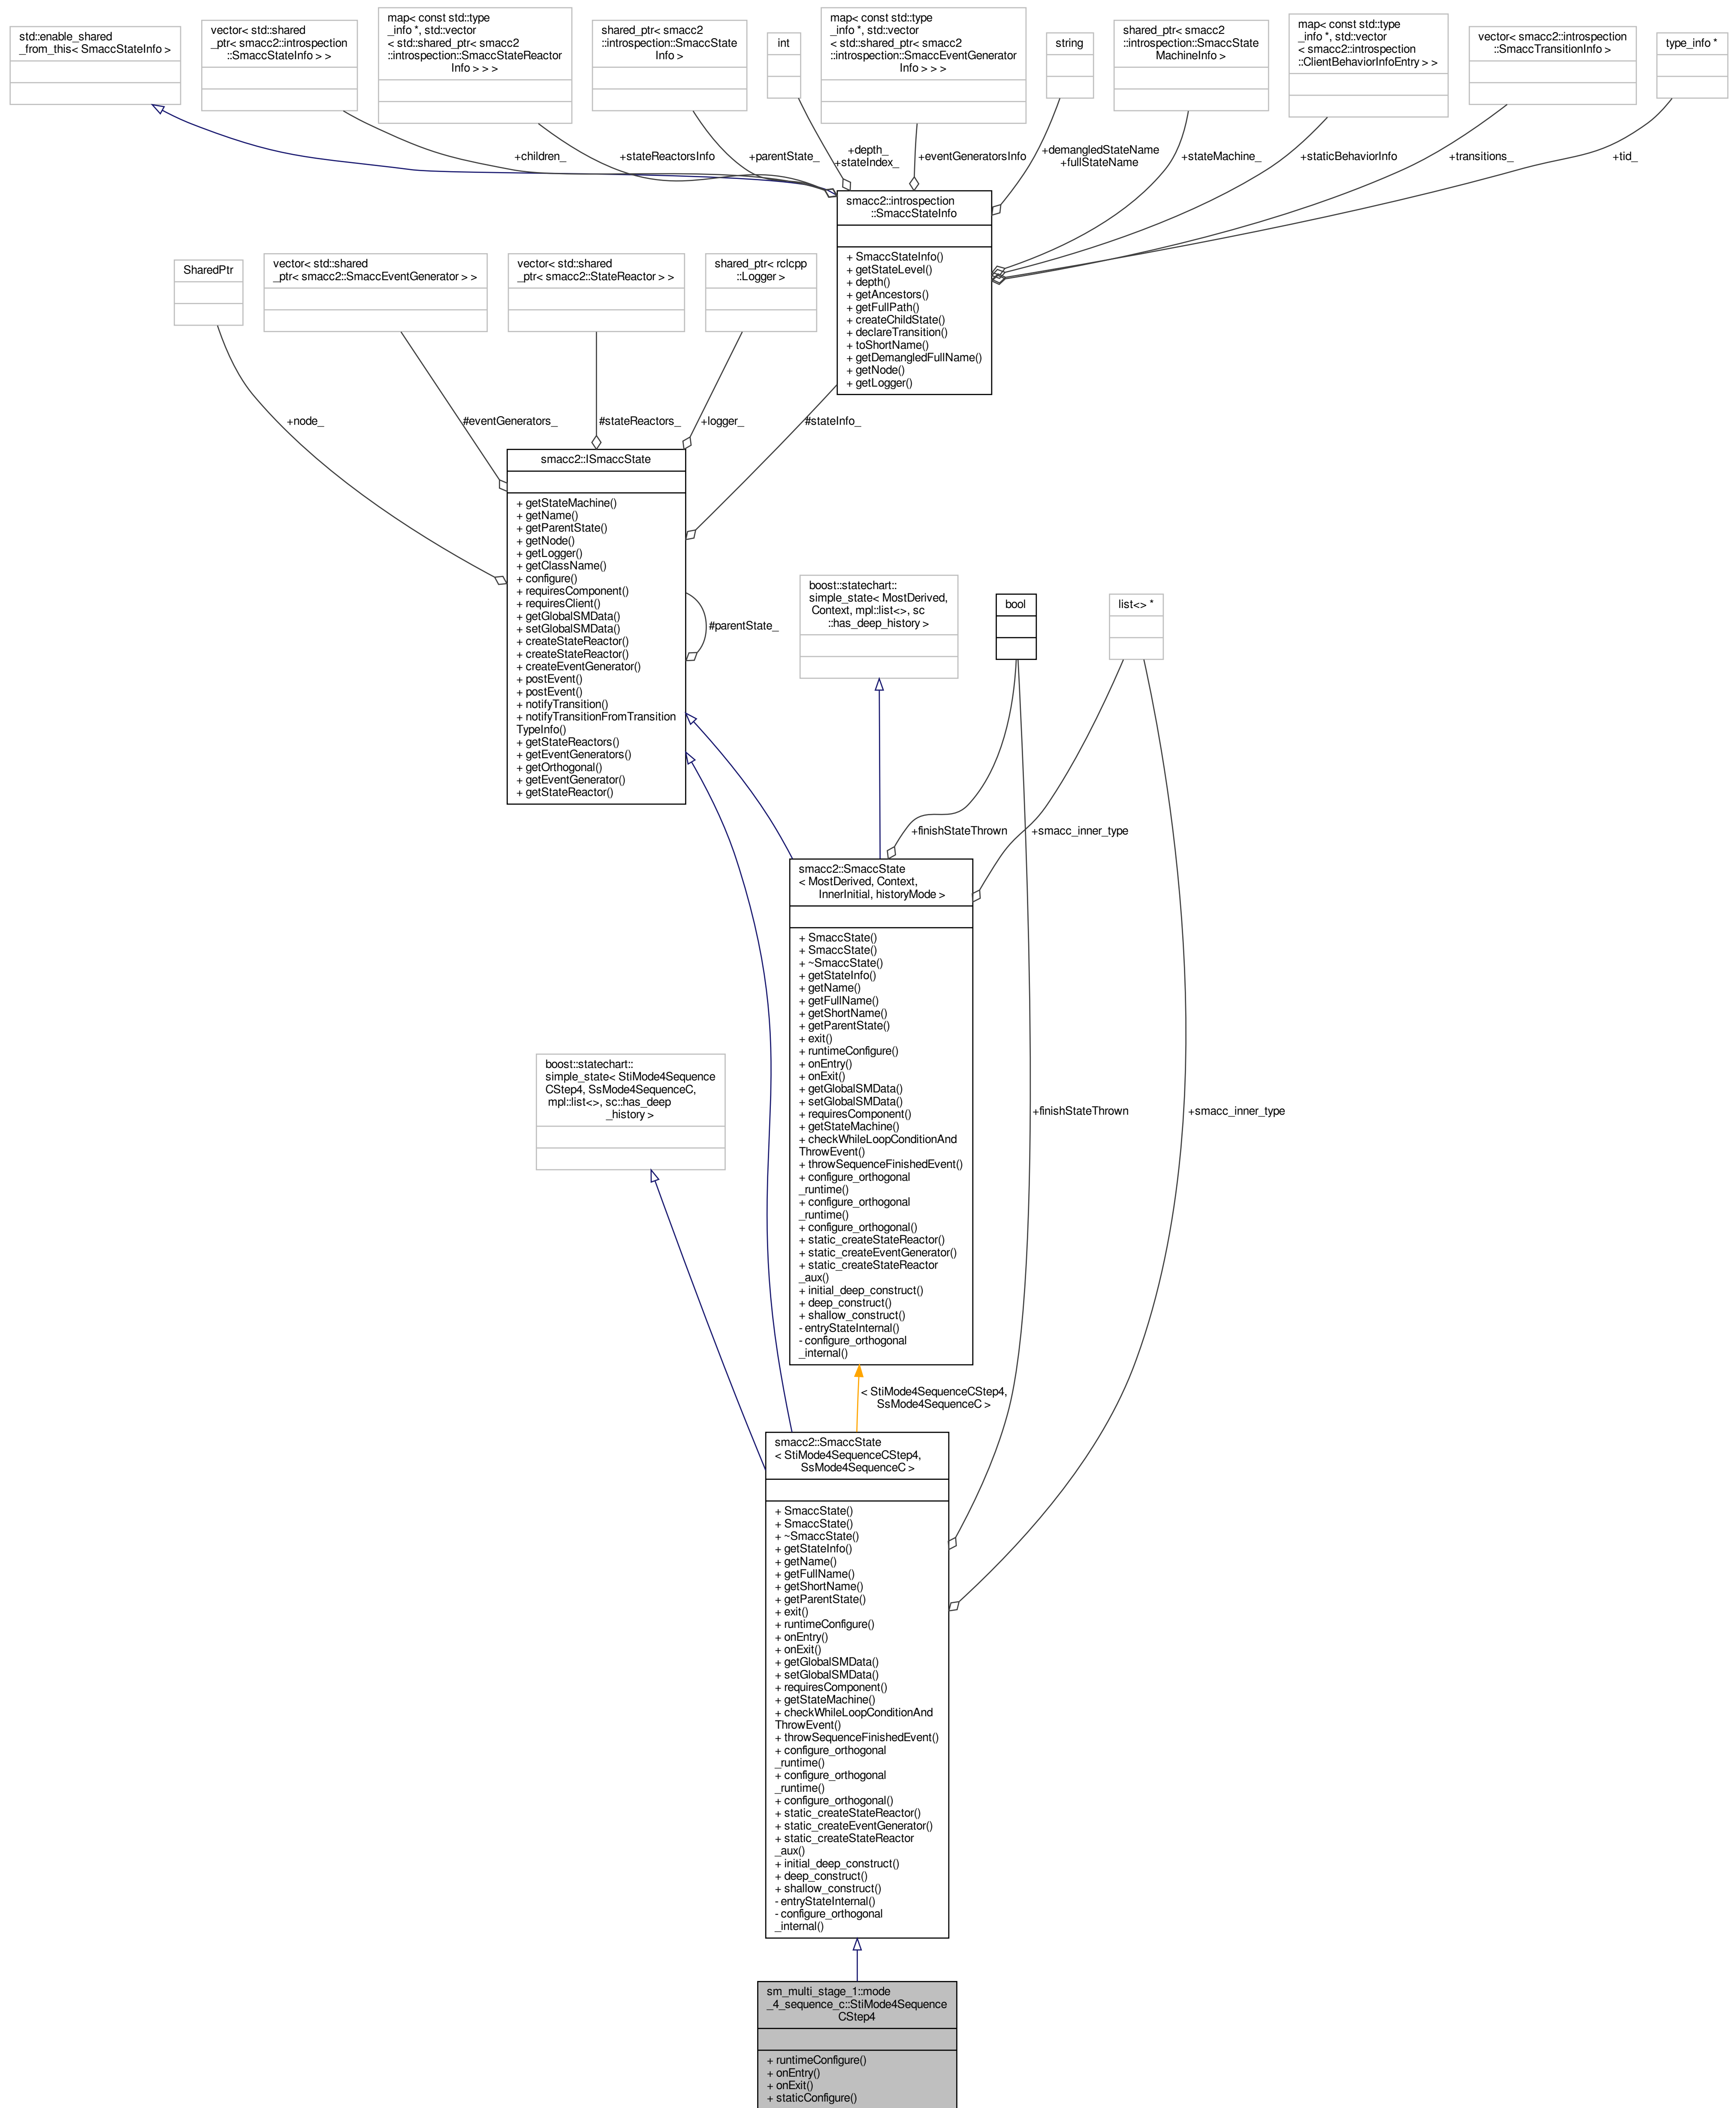 std::enable_shared
_from_this< SmaccStateInfo >
vector< std::shared
_ptr< smacc2::introspection
::SmaccStateInfo > >
map< const std::type
_info *, std::vector
< std::shared_ptr< smacc2
::introspection::SmaccStateReactor
Info > > >
shared_ptr< smacc2
::introspection::SmaccState
Info >
int
map< const std::type
_info *, std::vector
< std::shared_ptr< smacc2
::introspection::SmaccEventGenerator
Info > > >
string
shared_ptr< smacc2
::introspection::SmaccState
MachineInfo >
map< const std::type
_info *, std::vector
< smacc2::introspection
::ClientBehaviorInfoEntry > >
vector< smacc2::introspection
::SmaccTransitionInfo >
type_info *
+children_
+stateReactorsInfo
+parentState_
+depth_
+stateIndex_
+eventGeneratorsInfo
+demangledStateName
+fullStateName
+stateMachine_
+staticBehaviorInfo
+transitions_
+tid_
smacc2::introspection
::SmaccStateInfo
+ SmaccStateInfo()
+ getStateLevel()
+ depth()
+ getAncestors()
+ getFullPath()
+ createChildState()
+ declareTransition()
+ toShortName()
+ getDemangledFullName()
+ getNode()
+ getLogger()
SharedPtr
vector< std::shared
_ptr< smacc2::SmaccEventGenerator > >
vector< std::shared
_ptr< smacc2::StateReactor > >
shared_ptr< rclcpp
::Logger >
+node_
#eventGenerators_
#stateReactors_
+logger_
#stateInfo_
smacc2::ISmaccState
+ getStateMachine()
+ getName()
+ getParentState()
+ getNode()
+ getLogger()
+ getClassName()
+ configure()
+ requiresComponent()
+ requiresClient()
+ getGlobalSMData()
+ setGlobalSMData()
+ createStateReactor()
+ createStateReactor()
+ createEventGenerator()
+ postEvent()
+ postEvent()
+ notifyTransition()
+ notifyTransitionFromTransition
TypeInfo()
+ getStateReactors()
+ getEventGenerators()
+ getOrthogonal()
+ getEventGenerator()
+ getStateReactor()
#parentState_
boost::statechart::
simple_state< MostDerived,
Context, mpl::list<>, sc
::has_deep_history >
bool
list<> *
+finishStateThrown
+smacc_inner_type
smacc2::SmaccState
< MostDerived, Context,
InnerInitial, historyMode >
+ SmaccState()
+ SmaccState()
+ ~SmaccState()
+ getStateInfo()
+ getName()
+ getFullName()
+ getShortName()
+ getParentState()
+ exit()
+ runtimeConfigure()
+ onEntry()
+ onExit()
+ getGlobalSMData()
+ setGlobalSMData()
+ requiresComponent()
+ getStateMachine()
+ checkWhileLoopConditionAnd
ThrowEvent()
+ throwSequenceFinishedEvent()
+ configure_orthogonal
_runtime()
+ configure_orthogonal
_runtime()
+ configure_orthogonal()
+ static_createStateReactor()
+ static_createEventGenerator()
+ static_createStateReactor
_aux()
+ initial_deep_construct()
+ deep_construct()
+ shallow_construct()
- entryStateInternal()
- configure_orthogonal
_internal()
boost::statechart::
simple_state< StiMode4Sequence
CStep4, SsMode4SequenceC,
mpl::list<>, sc::has_deep
_history >
+finishStateThrown
+smacc_inner_type
< StiMode4SequenceCStep4,
SsMode4SequenceC >
smacc2::SmaccState
< StiMode4SequenceCStep4,
SsMode4SequenceC >
+ SmaccState()
+ SmaccState()
+ ~SmaccState()
+ getStateInfo()
+ getName()
+ getFullName()
+ getShortName()
+ getParentState()
+ exit()
+ runtimeConfigure()
+ onEntry()
+ onExit()
+ getGlobalSMData()
+ setGlobalSMData()
+ requiresComponent()
+ getStateMachine()
+ checkWhileLoopConditionAnd
ThrowEvent()
+ throwSequenceFinishedEvent()
+ configure_orthogonal
_runtime()
+ configure_orthogonal
_runtime()
+ configure_orthogonal()
+ static_createStateReactor()
+ static_createEventGenerator()
+ static_createStateReactor
_aux()
+ initial_deep_construct()
+ deep_construct()
+ shallow_construct()
- entryStateInternal()
- configure_orthogonal
_internal()
sm_multi_stage_1::mode
_4_sequence_c::StiMode4Sequence
CStep4
+ runtimeConfigure()
+ onEntry()
+ onExit()
+ staticConfigure()